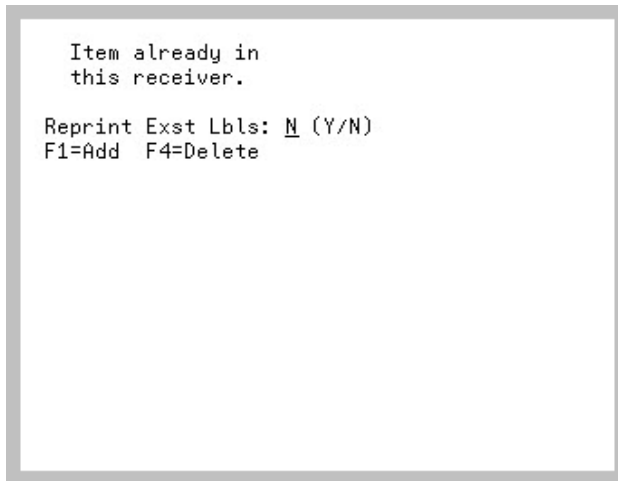 Item already in
this receiver.
Reprint Exst Lbls: N (Y/N)
F1=Add F4=Delete